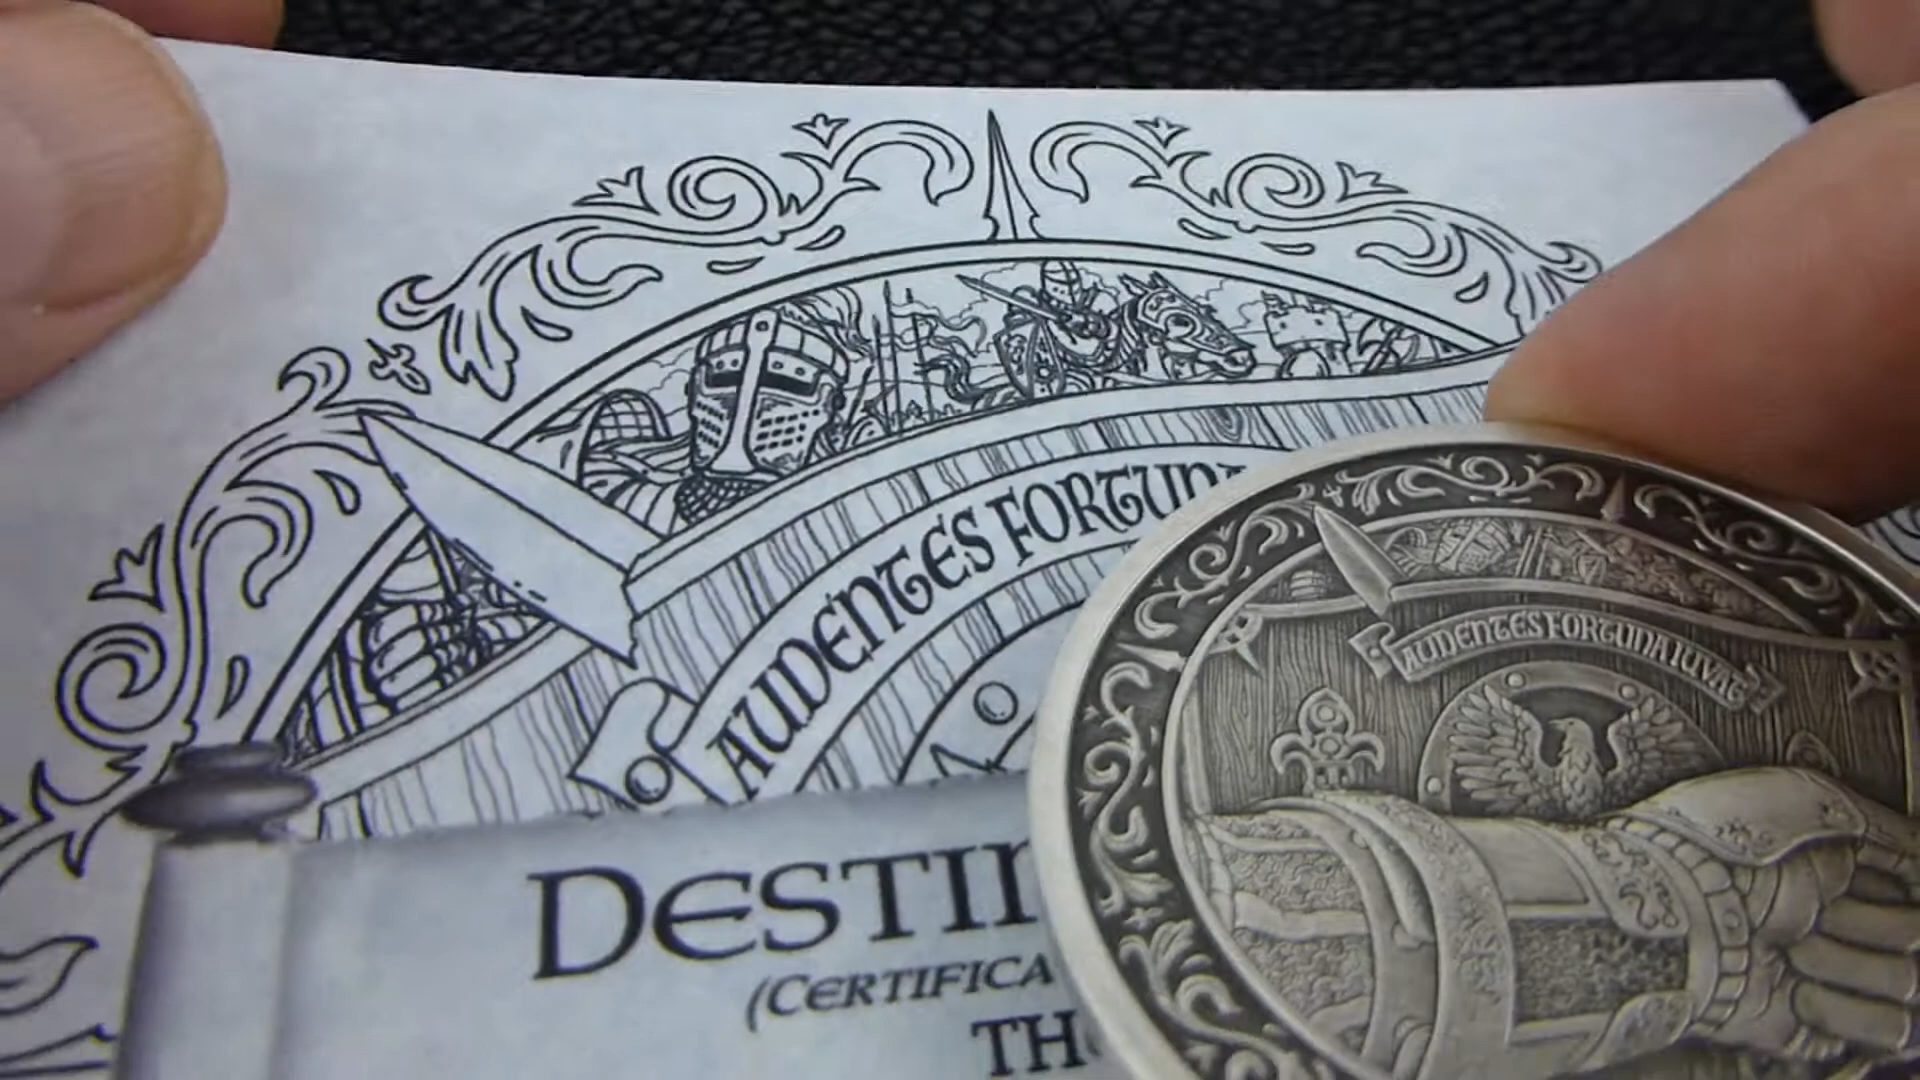 AUDENTES FORTUN
AUDENTES FORTUNA IUVAT
DESTIN
(CERTIFICA
TH